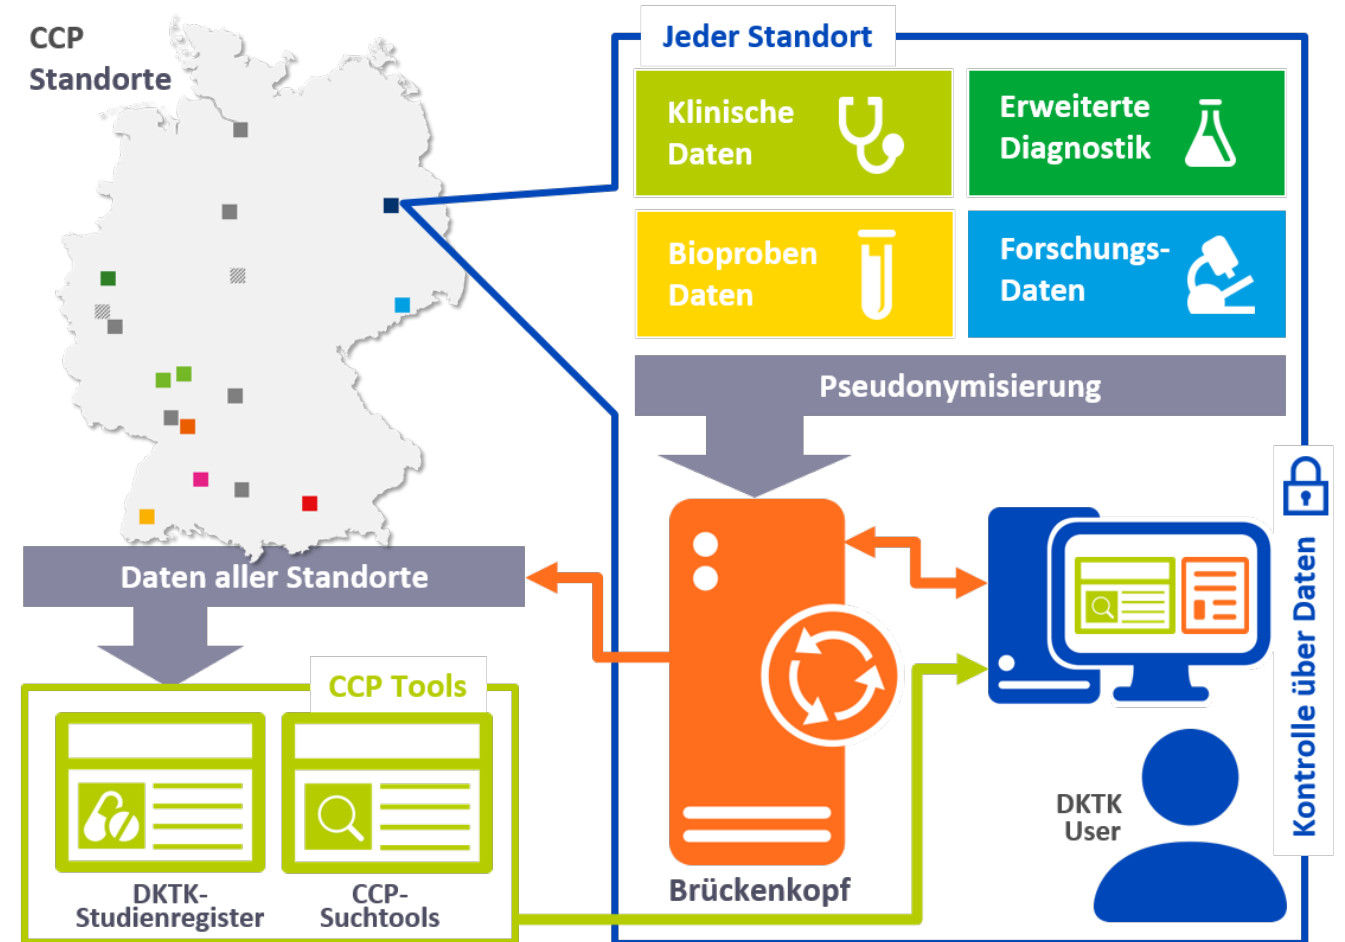 CCP
Standorte
Jeder Standort
Klinische
Daten
Erweiterte
Diagnostik
Bioproben
Daten
Forschungs-
Daten
Pseudonymisierung
Daten aller Standorte
CCP Tools
DKTK-
Studienregister
CCP-
Suchtools
Brückenkopf
DKTK
User
Kontrolle über Daten